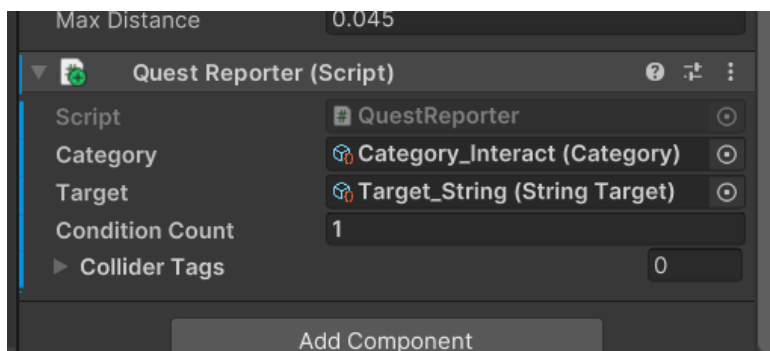 Max Distance 0.045
Quest Reporter (Script)
Script # QuestReporter
Category Category_Interact (Category)
Target Target_String (String Target)
Condition Count 1
Collider Tags 0
Add Component